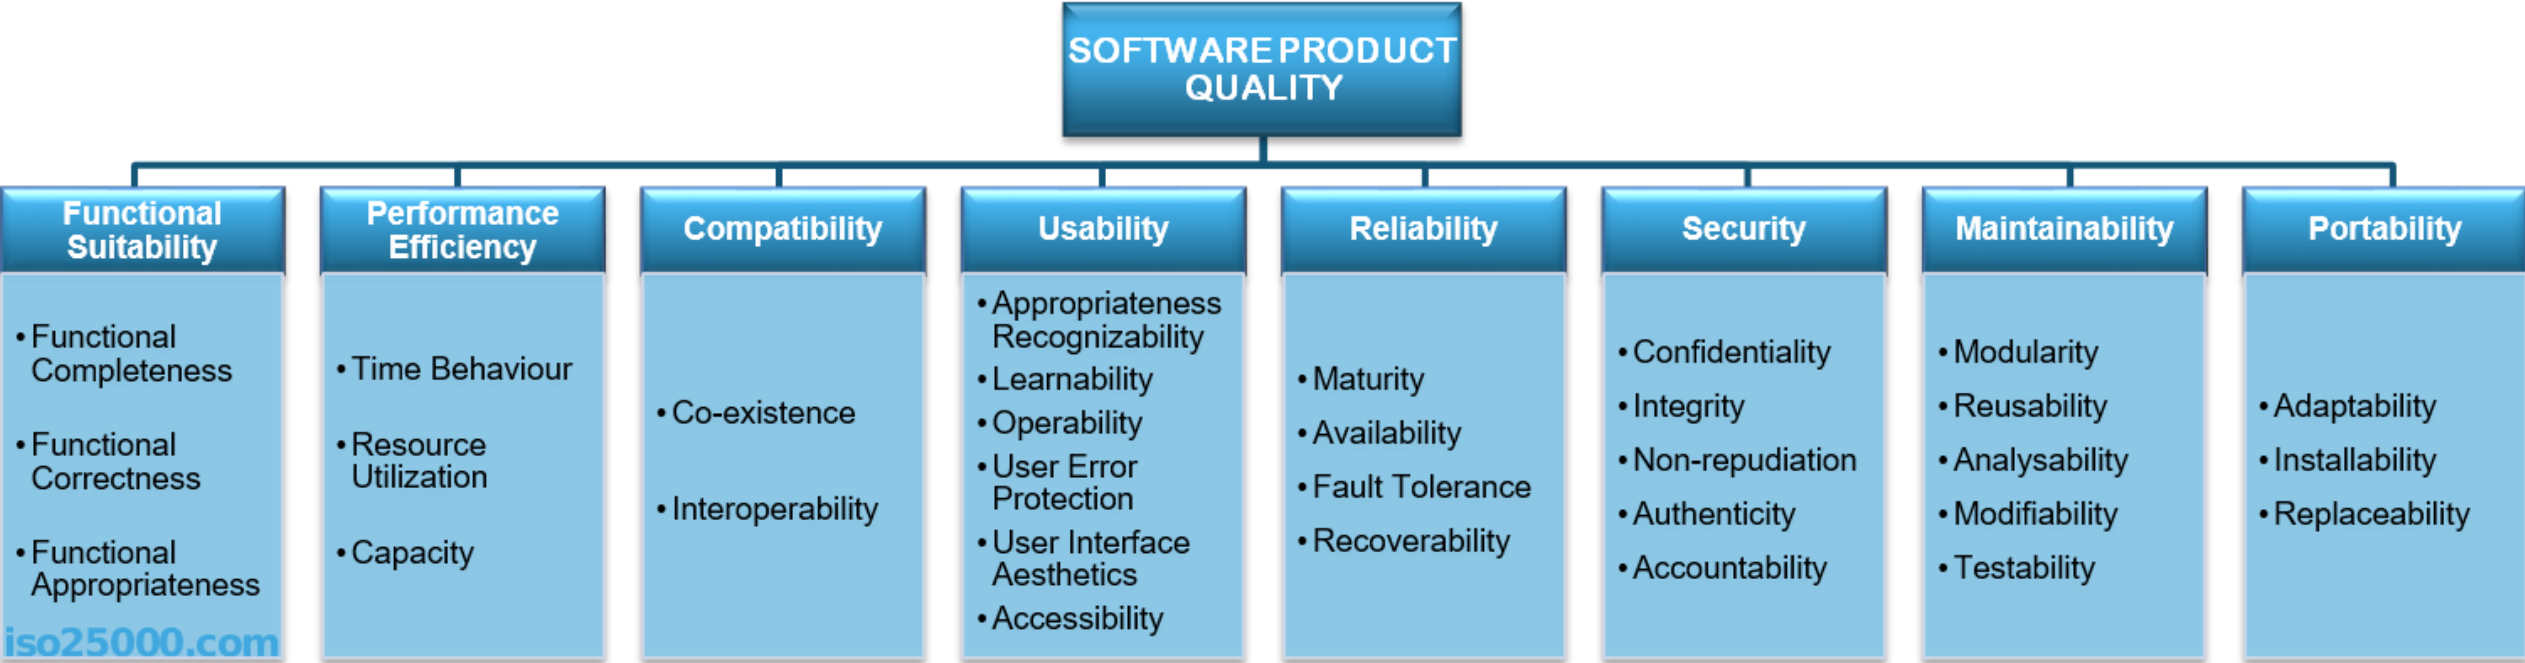 SOFTWARE PRODUCT
QUALITY
Functional
Suitability
• Functional
Completeness
• Functional
Correctness
• Functional
Appropriateness
Performance
Efficiency
• Time Behaviour
• Resource
Utilization
• Capacity
Compatibility
• Co-existence
• Interoperability
Usability
• Appropriateness
Recognizability
• Learnability
• Operability
• User Error
Protection
• User Interface
Aesthetics
• Accessibility
Reliability
• Maturity
• Availability
• Fault Tolerance
• Recoverability
Security
• Confidentiality
• Integrity
• Non-repudiation
• Authenticity
• Accountability
Maintainability
• Modularity
• Reusability
• Analysability
• Modifiability
• Testability
Portability
• Adaptability
• Installability
• Replaceability
iso25000.com